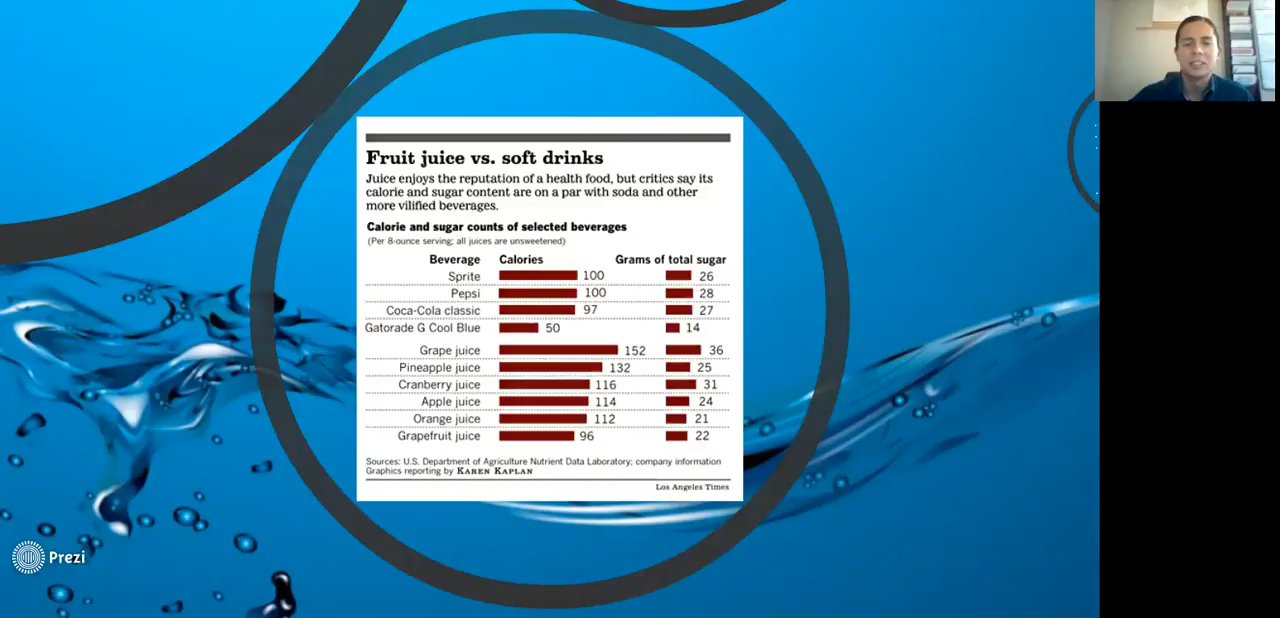 Fruit juice vs. soft drinks
Juice enjoys the reputation of a health food, but critics say its
calorie and sugar content are on a par with soda and other
more vilified beverages.
Calorie and sugar counts of selected beverages
(Per 8-ounce serving; all juices are unsweetened)
Beverage Calories Grams of total sugar
Sprite 100 26
Pepsi 100 28
Coca-Cola classic 97 27
Gatorade G Cool Blue 50 14
Grape juice 152 36
Pineapple juice 132 25
Cranberry juice 116 31
Apple juice 114 24
Orange juice 112 21
Grapefruit juice 96 22
Sources: U.S. Department of Agriculture Nutrient Data Laboratory; company information
Graphics reporting by KAREN KAPLAN
Los Angeles Times
Prezi